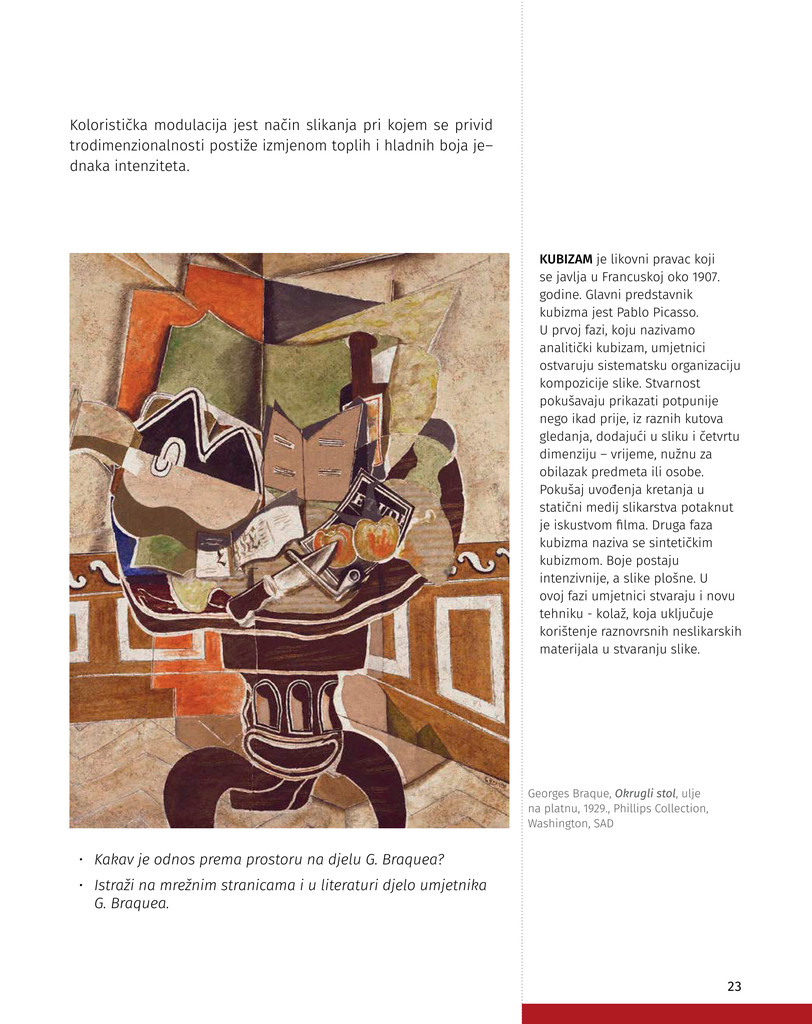 Koloristička modulacija jest način slikanja pri kojem se privid
trodimenzionalnosti postiže izmjenom toplih i hladnih boja je–
dnaka intenziteta.
KUBIZAM je likovni pravac koji
se javlja u Francuskoj oko 1907.
godine. Glavni predstavnik
kubizma jest Pablo Picasso.
U prvoj fazi, koju nazivamo
analitički kubizam, umjetnici
ostvaruju sistematsku organizaciju
kompozicije slike. Stvarnost
pokušavaju prikazati potpunije
nego ikad prije, iz raznih kutova
gledanja, dodajući u sliku i četvrtu
dimenziju – vrijeme, nužnu za
obilazak predmeta ili osobe.
Pokušaj uvođenja kretanja u
statični medij slikarstva potaknut
je iskustvom filma. Druga faza
kubizma naziva se sintetičkim
kubizmom. Boje postaju
intenzivnije, a slike plošne. U
ovoj fazi umjetnici stvaraju i novu
tehniku - kolaž, koja uključuje
korištenje raznovrsnih neslikarskih
materijala u stvaranju slike.
Georges Braque, Okrugli stol, ulje
na platnu, 1929., Phillips Collection,
Washington, SAD
• Kakav je odnos prema prostoru na djelu G. Braquea?
• Istraži na mrežnim stranicama i u literaturi djelo umjetnika
G. Braquea.
23